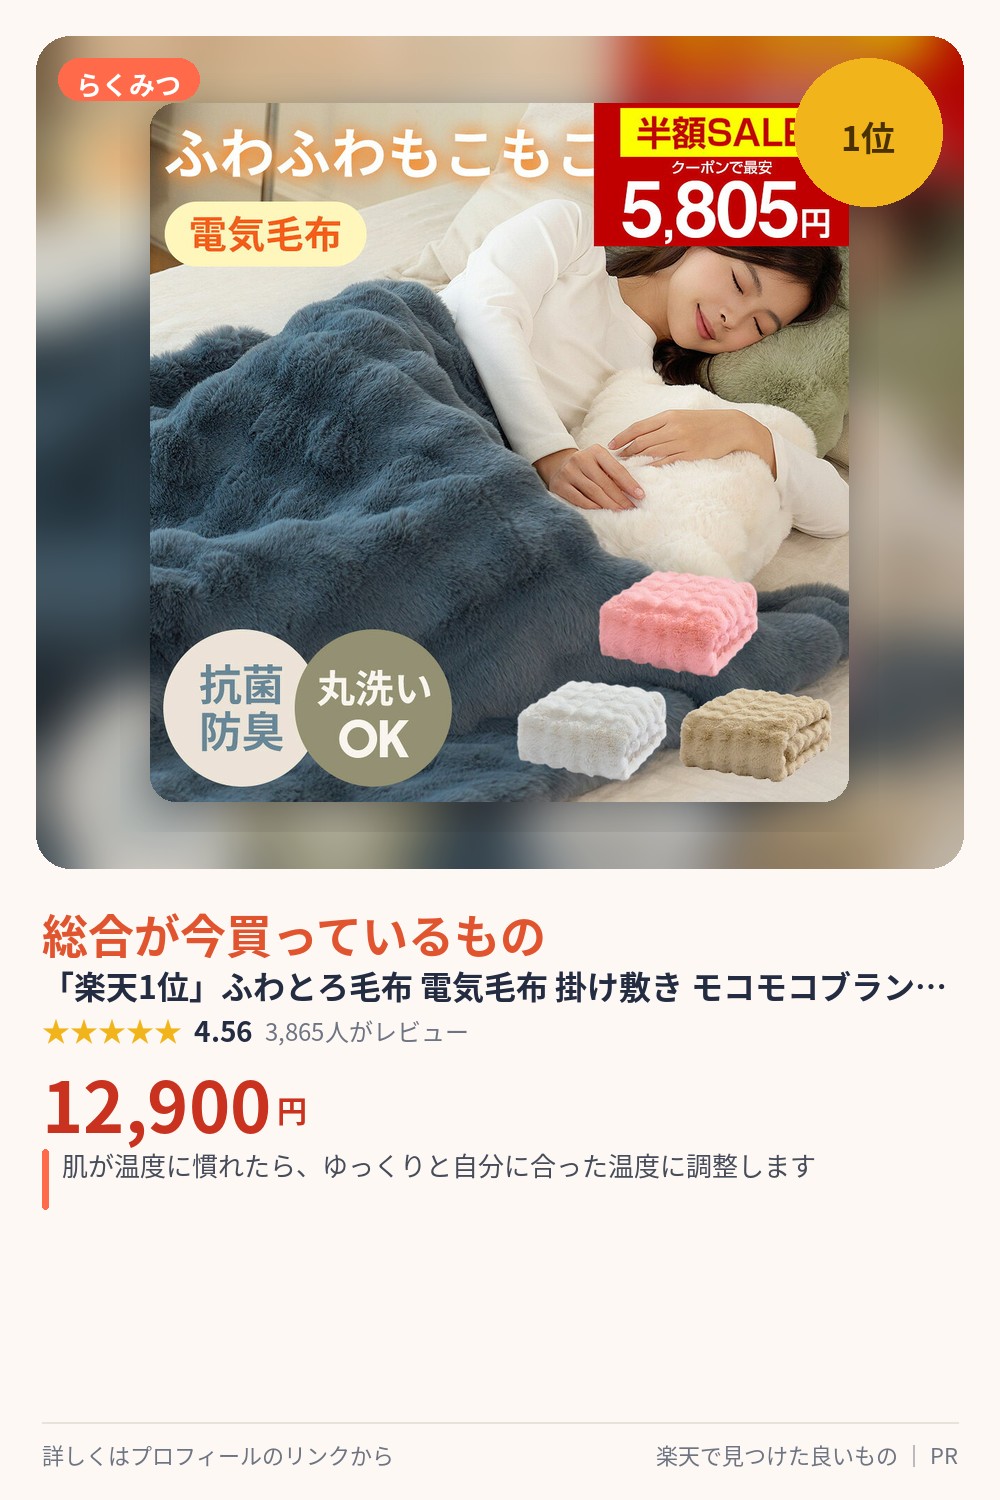 らくみつ
ふわふわもこもこ
半額SALE
クーポンで最安
5,805円
1位
電気毛布
抗菌
防臭
丸洗い
OK
総合が今買っているもの
「楽天1位」ふわとろ毛布 電気毛布 掛け敷き モコモコブラン…
★★★★★ 4.56 3,865人がレビュー
12,900円
肌が温度に慣れたら、ゆっくりと自分に合った温度に調整します
詳しくはプロフィールのリンクから
楽天で見つけた良いもの | PR